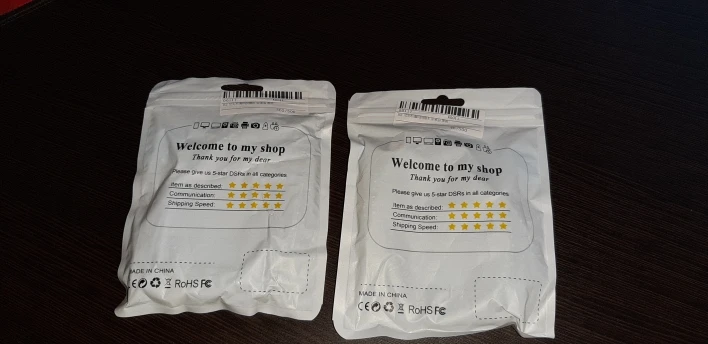 Welcome to my shop
Thank you for my dear
Please give us 5-star DSRs in all categories
Item as described:
Communication:
Shipping Speed:
MADE IN CHINA
CE RoHS FC
Welcome to my shop
Thank you for my dear
Please give us 5-star DSRs in all categories
Item as described:
Communication:
Shipping Speed:
MADE IN CHINA
CE RoHS FC